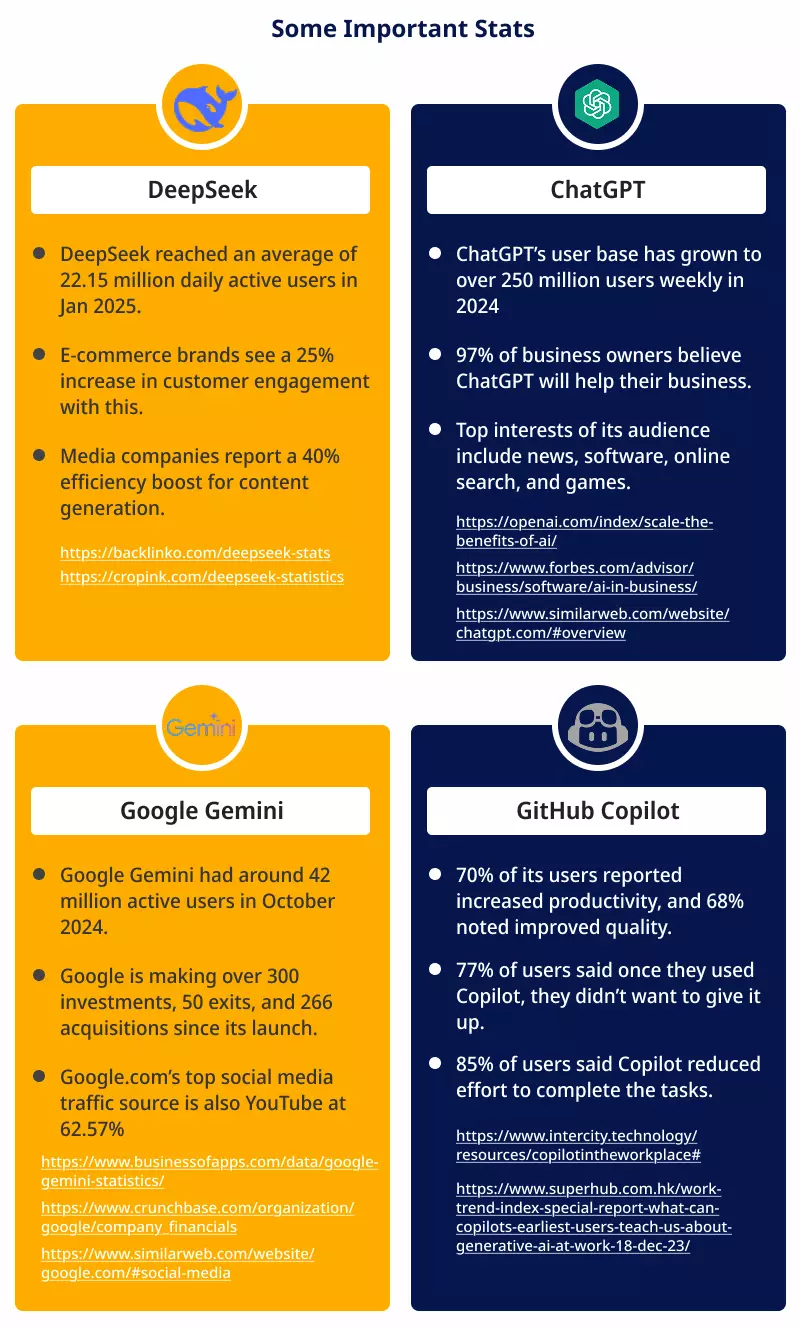 Some Important Stats
DeepSeek
DeepSeek reached an average of
22.15 million daily active users in
Jan 2025.
E-commerce brands see a 25%
increase in customer engagement
with this.
Media companies report a 40%
efficiency boost for content
generation.
https://backlinko.com/deepseek-stats
https://cropink.com/deepseek-statistics
ChatGPT
ChatGPT’s user base has grown to
over 250 million users weekly in
2024
97% of business owners believe
ChatGPT will help their business.
Top interests of its audience
include news, software, online
search, and games.
https://openai.com/index/scale-the-
benefits-of-ai/
https://www.forbes.com/advisor/
business/software/ai-in-business/
https://www.similarweb.com/website/
chatgpt.com/#overview
Gemini
Google Gemini
Google Gemini had around 42
million active users in October
2024.
Google is making over 300
investments, 50 exits, and 266
acquisitions since its launch.
Google.com’s top social media
traffic source is also YouTube at
62.57%
https://www.businessofapps.com/data/google-
gemini-statistics/
https://www.crunchbase.com/organization/
google/company_financials
https://www.similarweb.com/website/
google.com/#social-media
GitHub Copilot
70% of its users reported
increased productivity, and 68%
noted improved quality.
77% of users said once they used
Copilot, they didn’t want to give it
up.
85% of users said Copilot reduced
effort to complete the tasks.
https://www.intercity.technology/
resources/copilotintheworkplace#
https://www.superhub.com.hk/work-
trend-index-special-report-what-can-
copilots-earliest-users-teach-us-about-
generative-ai-at-work-18-dec-23/